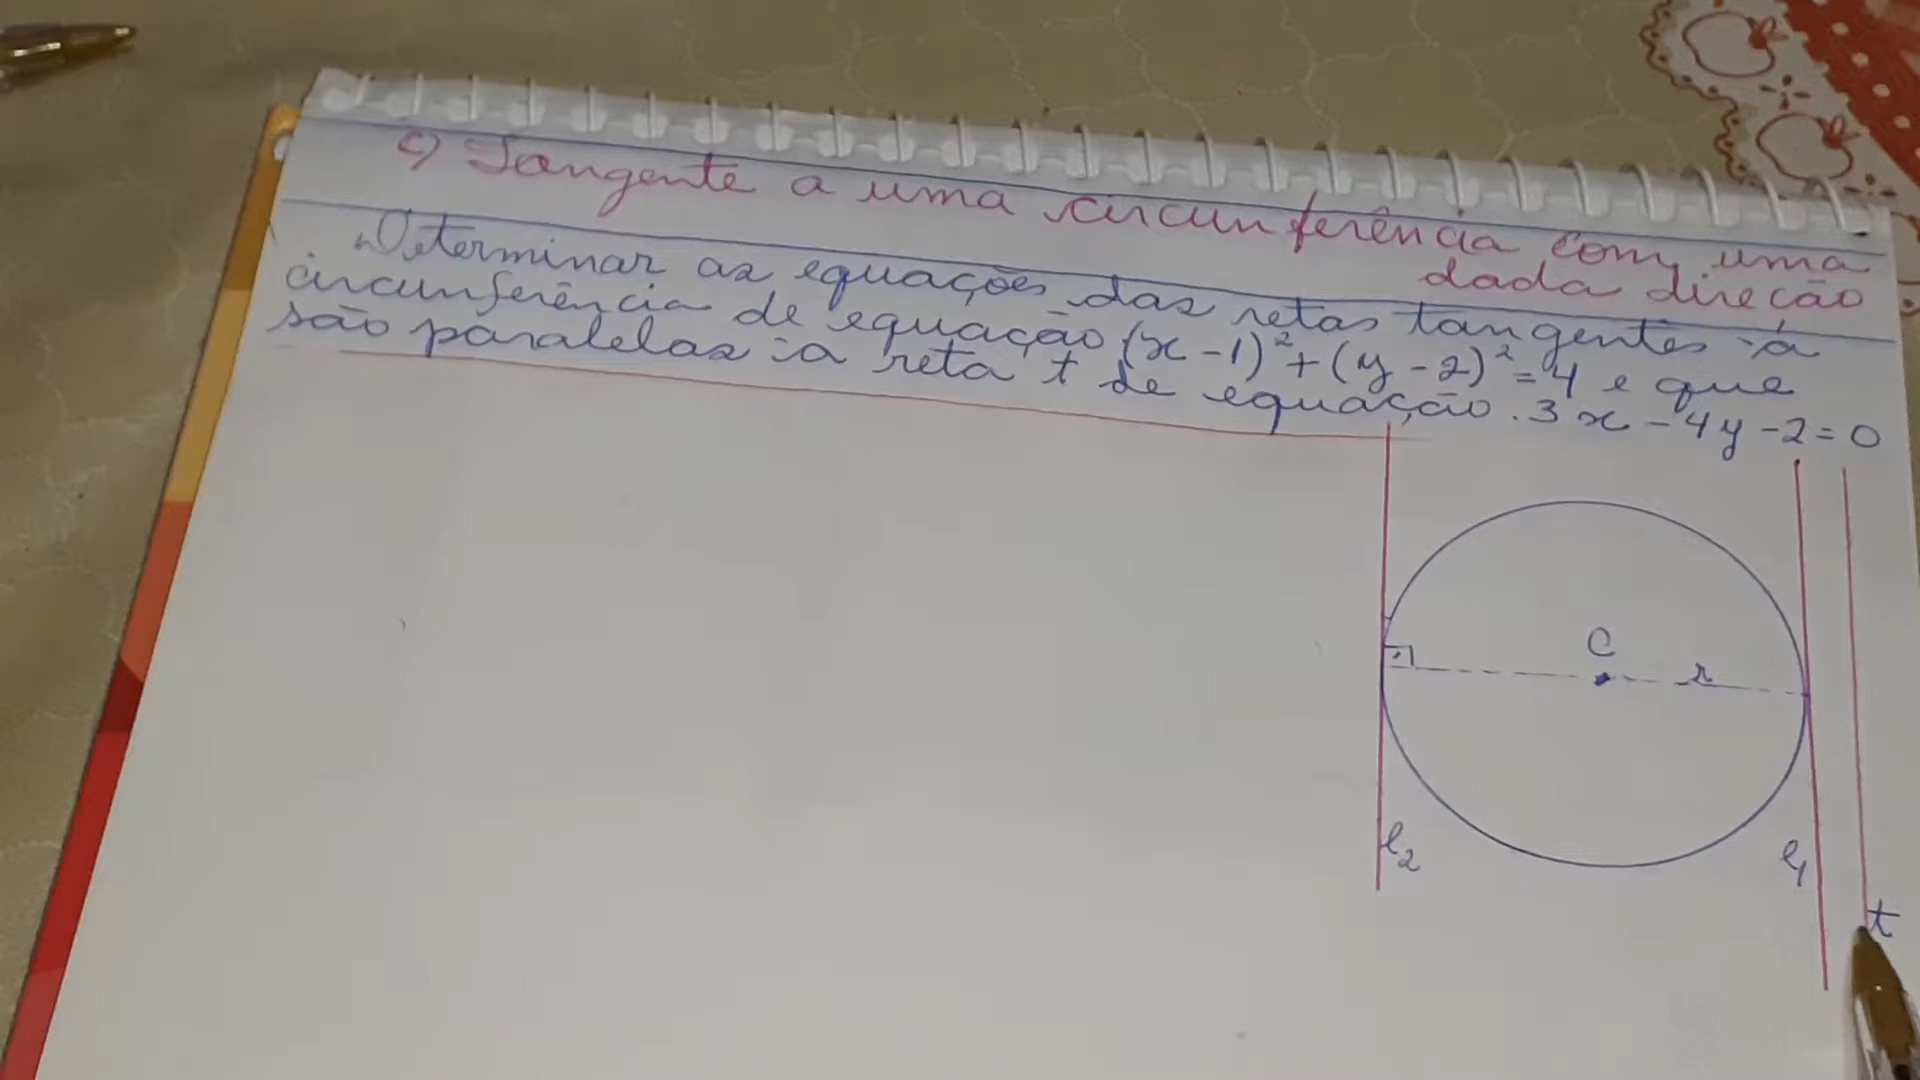 c) Tangente a uma circunferência com uma
dada direção
Determinar as equações das retas tangentes à
circunferência de equação (x-1)²+(y-2)²=4 e que
são paralelas à reta t de equação. 3x-4y-2=0
C
r
l₂
l₁
t